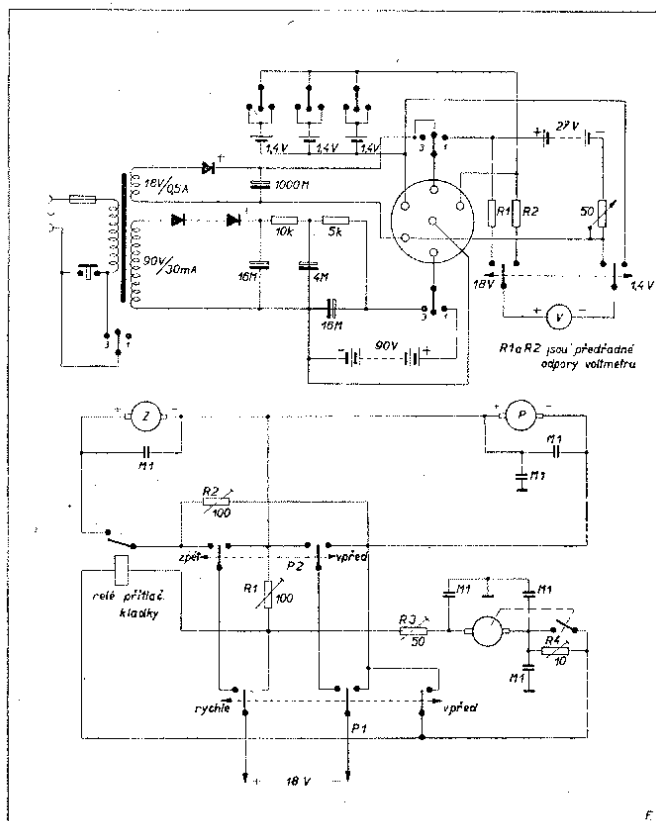 1,4V 1,4V 1,4V
3 1
+ 29V -
18V/0,5A
1000M
R1 R2
50
10k 5k
90V/30mA
16M 4M
18V 1,4V
16M
3 1
+ V -
3 1
- 90V +
R1 a R2 jsou předřadné
odpory voltmetru
+ Z -
+ P -
M1
M1
M1
R2
100
zpět
P2
vpřed
R1
100
relé přítlač.
kladky
M1 M1
R3
50
R4
10
M1
rychle
vpřed
P1
+ 18 V -